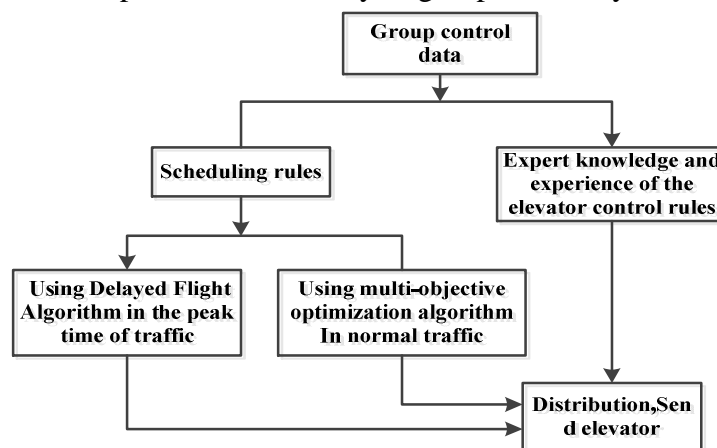 Group control
data
Scheduling rules
Expert knowledge and
experience of the
elevator control rules
Using Delayed Flight
Algorithm in the peak
time of traffic
Using multi-objective
optimization algorithm
In normal traffic
Distribution,Sen
d elevator